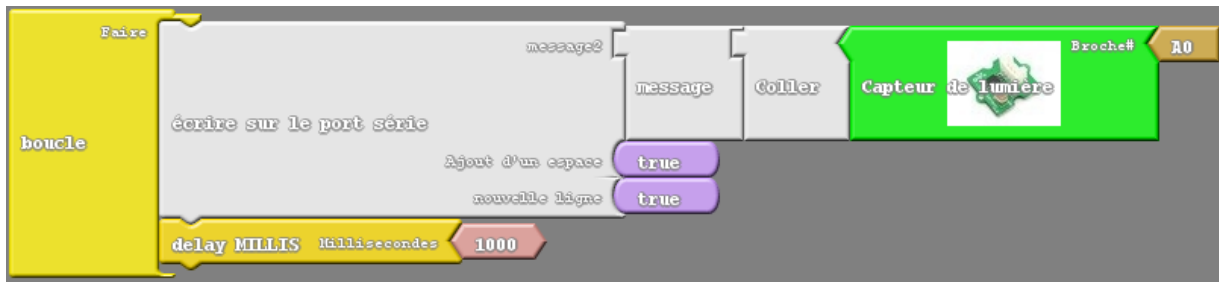 Faire
message2
Broche# A0
message Coller Capteur de lumière
écrire sur le port série
boucle
Ajout d'un espace true
nouvelle ligne true
delay MILLIS Millisecondes 1000